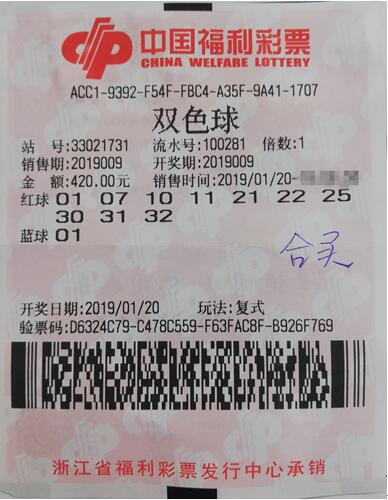 中国福利彩票
CHINA WELFARE LOTTERY
ACC1-9392-F54F-FBC4-A35F-9A41-1707
双色球
站 号:33021731 流水号:100281 倍数:1
销售期:2019009 开奖期:2019009
金 额:420.00元 销售时间:2019/01/20-
红球 01 07 10 11 21 22 25
30 31 32
蓝球 01
合买
开奖日期:2019/01/20 玩法:复式
验票码:D6324C79-C478C559-F63FAC8F-B926F769
浙江省福利彩票发行中心承销